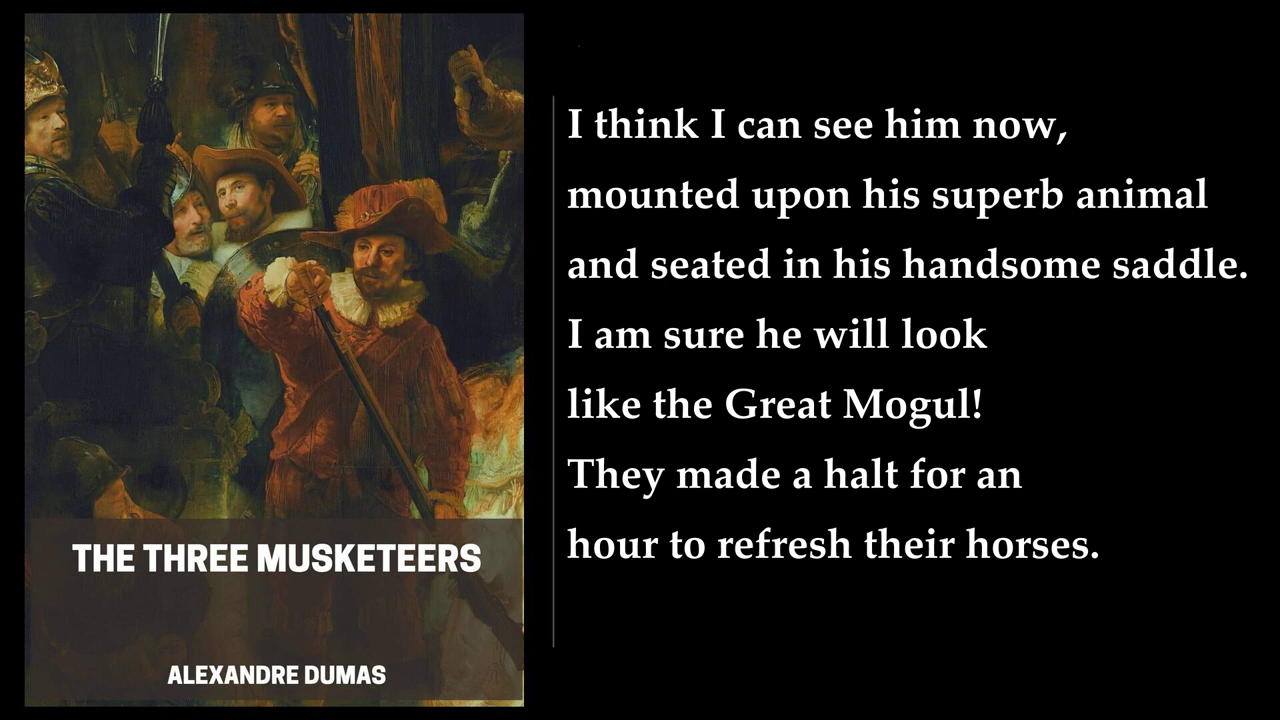 THE THREE MUSKETEERS
ALEXANDRE DUMAS
I think I can see him now,
mounted upon his superb animal
and seated in his handsome saddle.
I am sure he will look
like the Great Mogul!
They made a halt for an
hour to refresh their horses.